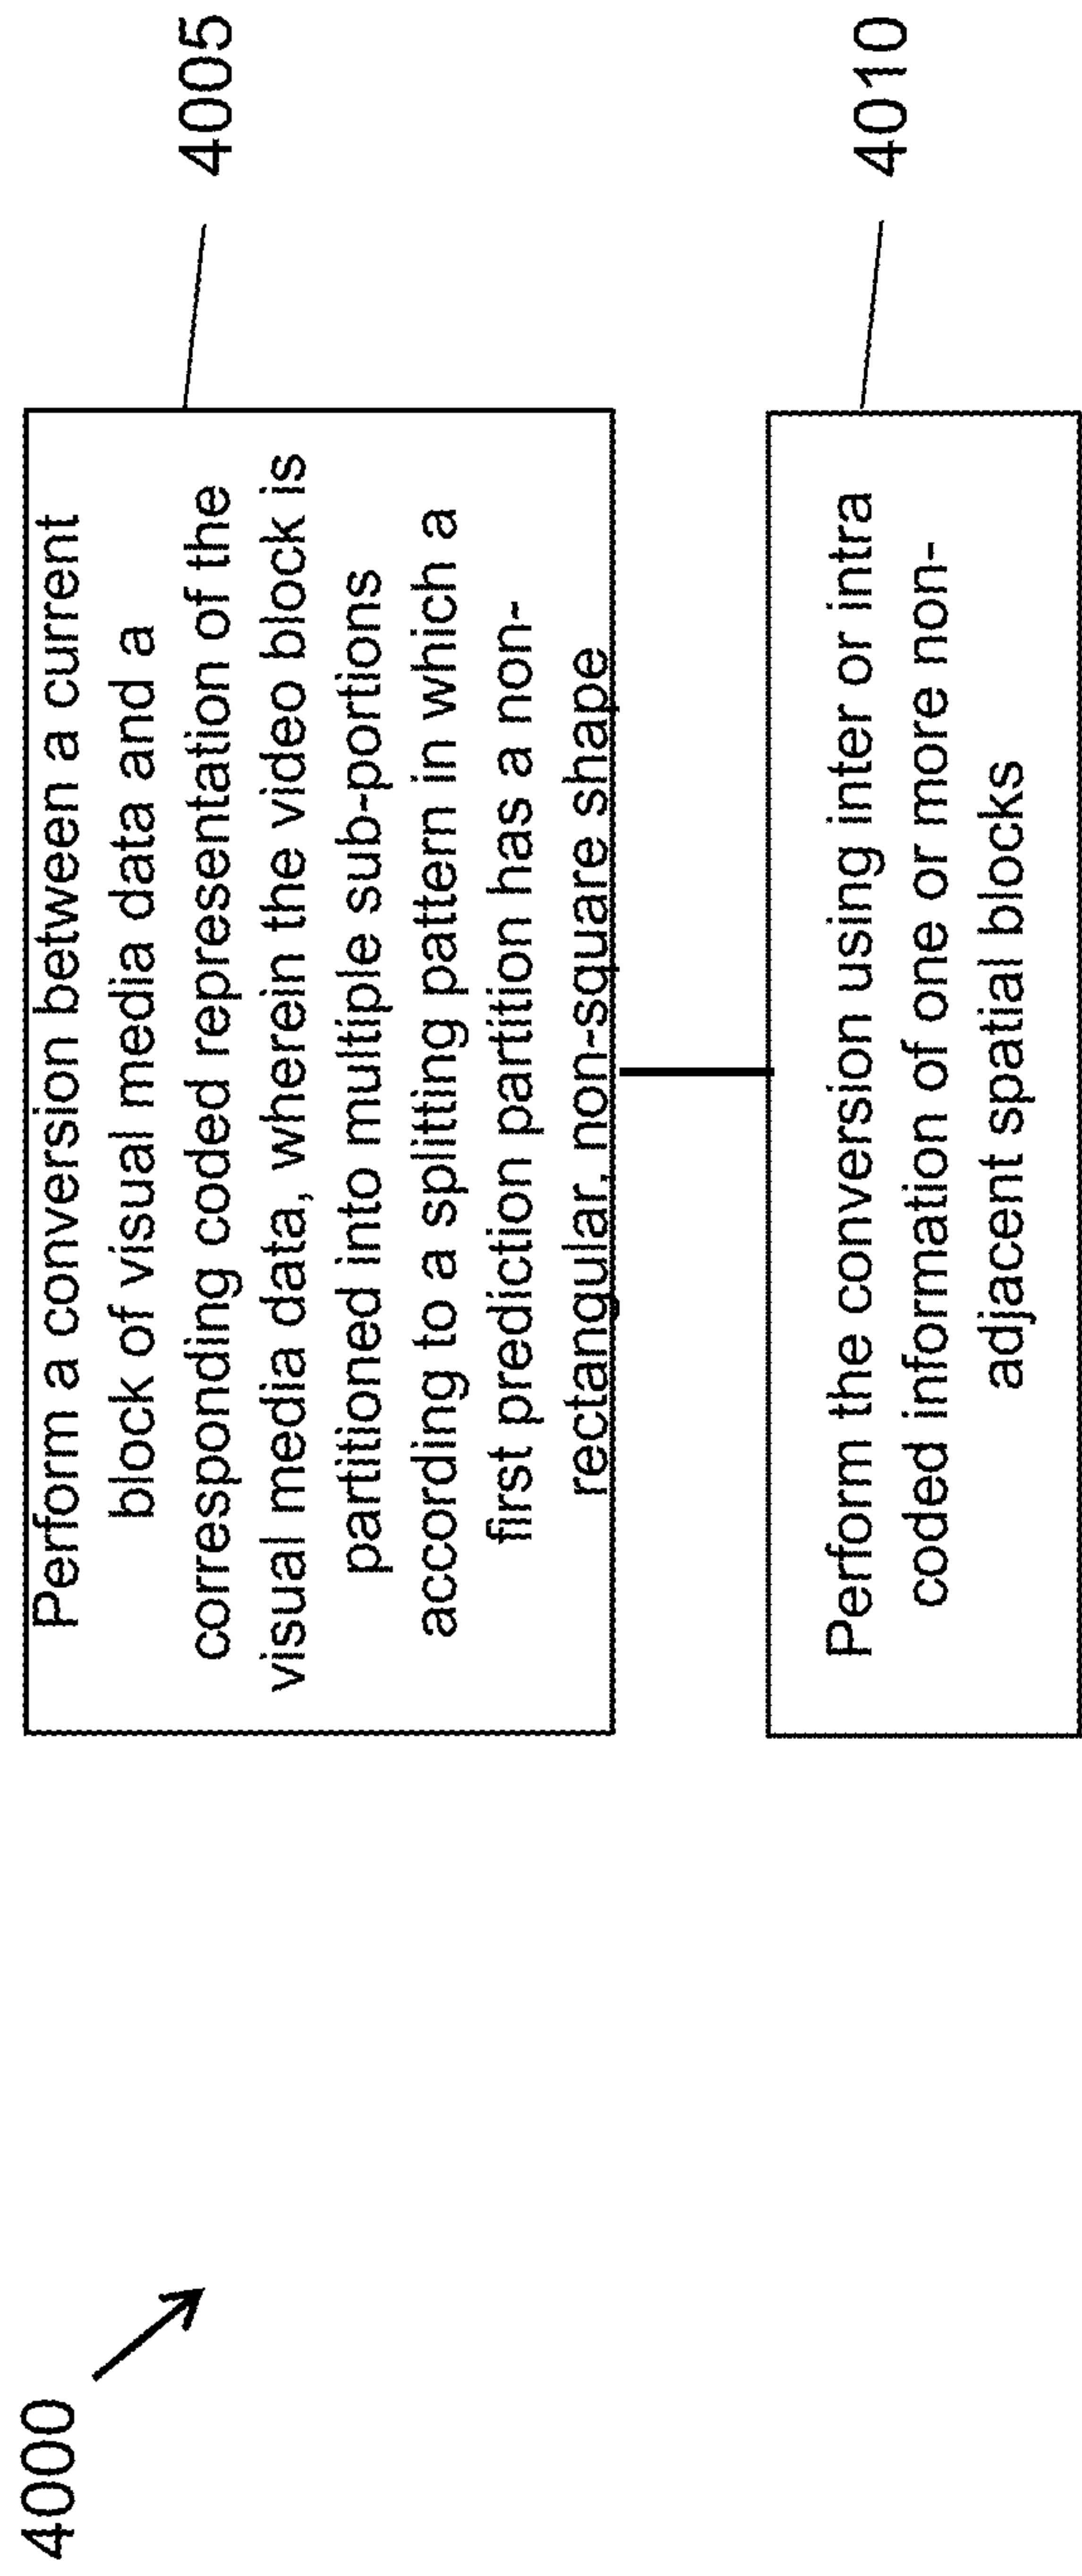 4000
Perform a conversion between a current
block of visual media data and a
corresponding coded representation of the
visual media data, wherein the video block is
partitioned into multiple sub-portions
according to a splitting pattern in which a
first prediction partition has a non-
rectangular, non-square shape
4005
Perform the conversion using inter or intra
coded information of one or more non-
adjacent spatial blocks
4010